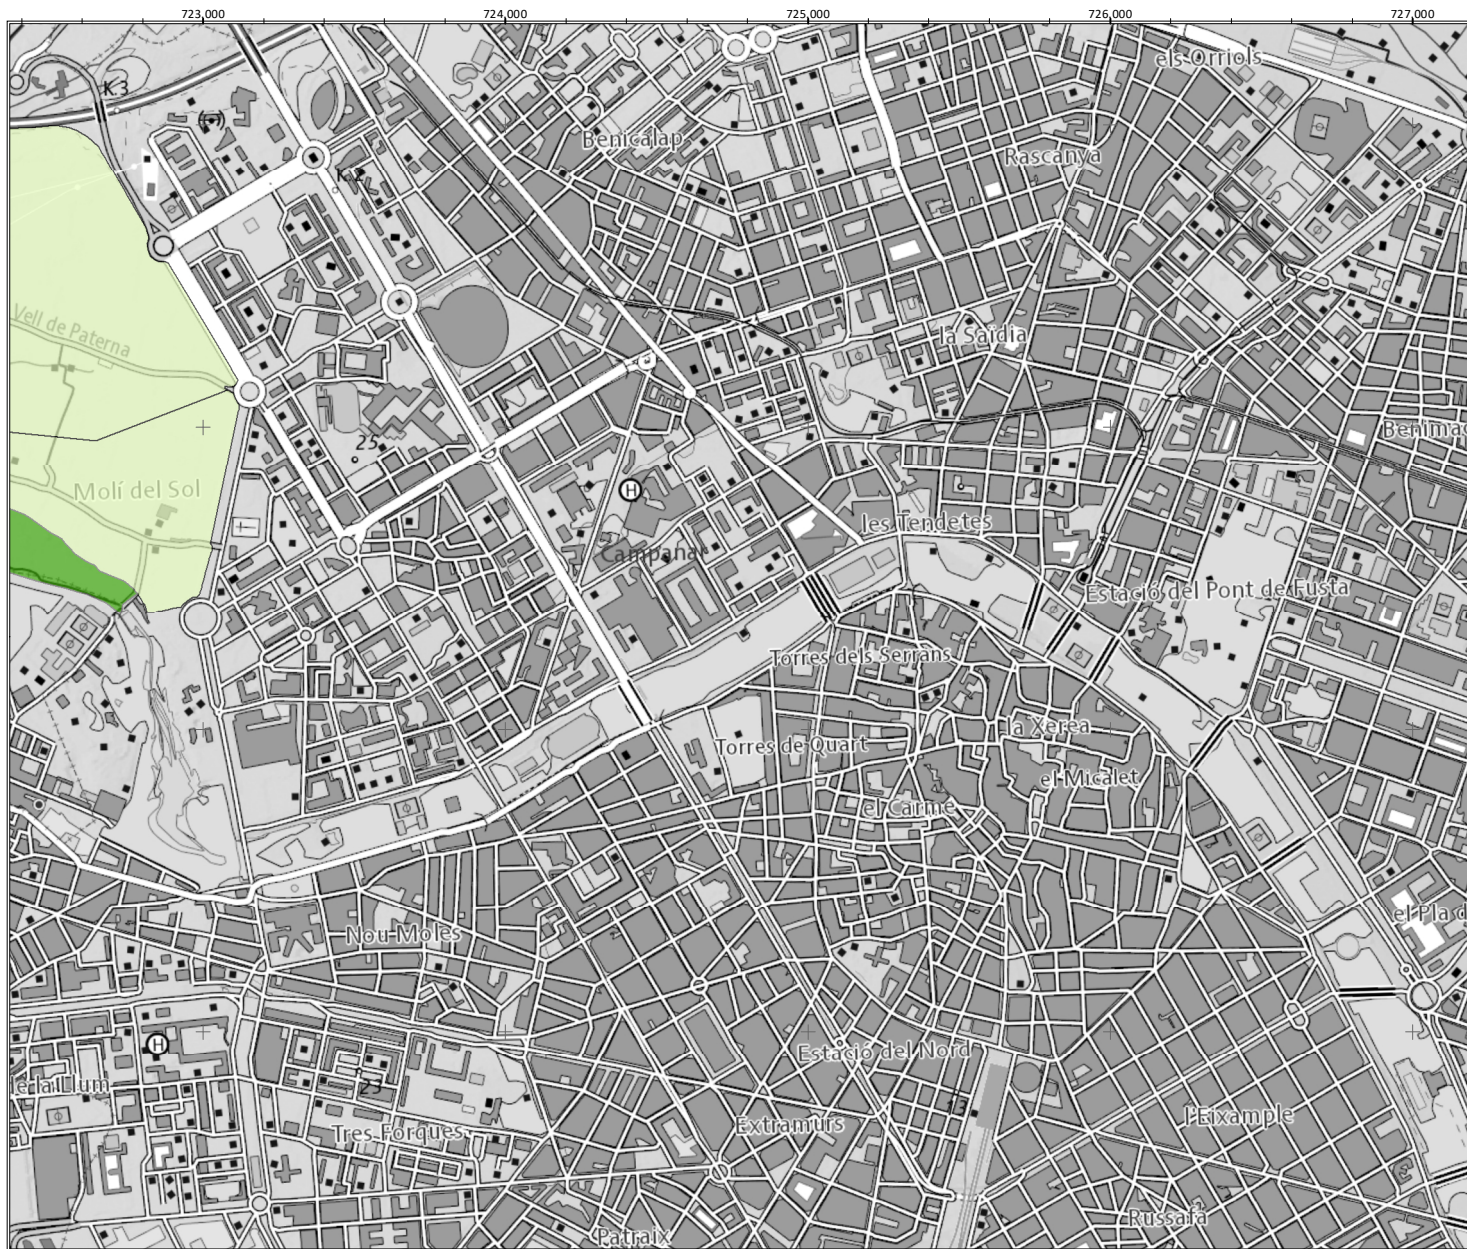 723.000 724.000 725.000 726.000 727.000
els Orriols
K.3
Benicalap
Rascanya
K.2
Vell de Paterna
la Saïdia
Benimac
25
Molí del Sol
H
les Tendetes
Campanar
Estació del Pont de Fusta
Torres dels Serrans
la Xerea
Torres de Quart
el Micalet
el Carme
el Pla d
Nou Moles
H
Estació del Nord
de la Llum
23
13
l'Eixample
Extramurs
Tres Forques
Russafa
Patraix